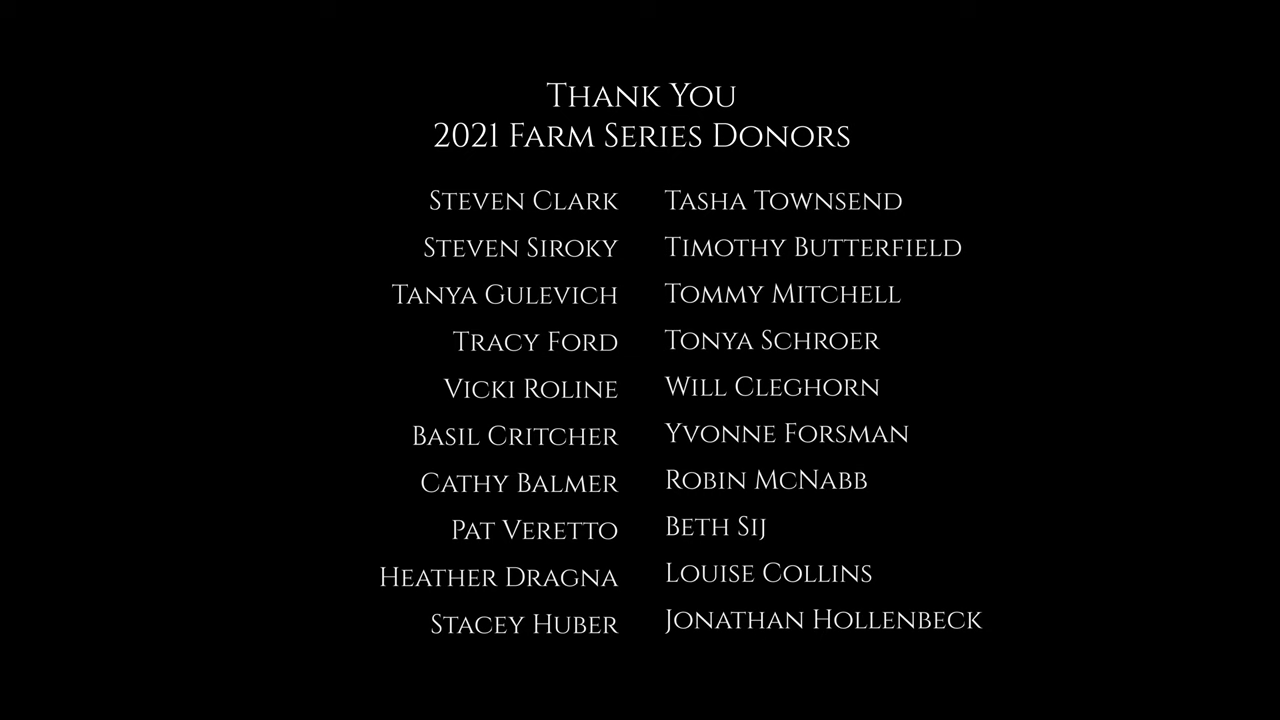 Thank You
2021 Farm Series Donors
Steven Clark
Steven Siroky
Tanya Gulevich
Tracy Ford
Vicki Roline
Basil Critcher
Cathy Balmer
Pat Veretto
Heather Dragna
Stacey Huber
Tasha Townsend
Timothy Butterfield
Tommy Mitchell
Tonya Schroer
Will Cleghorn
Yvonne Forsman
Robin McNabb
Beth Sij
Louise Collins
Jonathan Hollenbeck